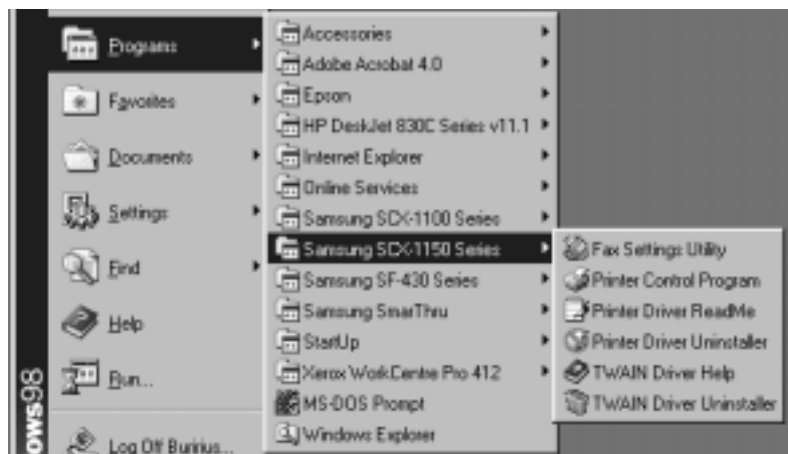 Programs
Favorites
Documents
Settings
Find
Help
Run...
Log Off Buririus...
ows98
Accessories
Adobe Acrobat 4.0
Epson
HP DeskJet 830C Series v11.1
Internet Explorer
Online Services
Samsung SCX-1100 Series
Samsung SCX-1150 Series
Samsung SF-430 Series
Samsung SmarThru
StartUp
Xerox WorkCentre Pro 412
MS-DOS Prompt
Windows Explorer
Fax Settings Utility
Printer Control Program
Printer Driver ReadMe
Printer Driver Uninstaller
TWAIN Driver Help
TWAIN Driver Uninstaller